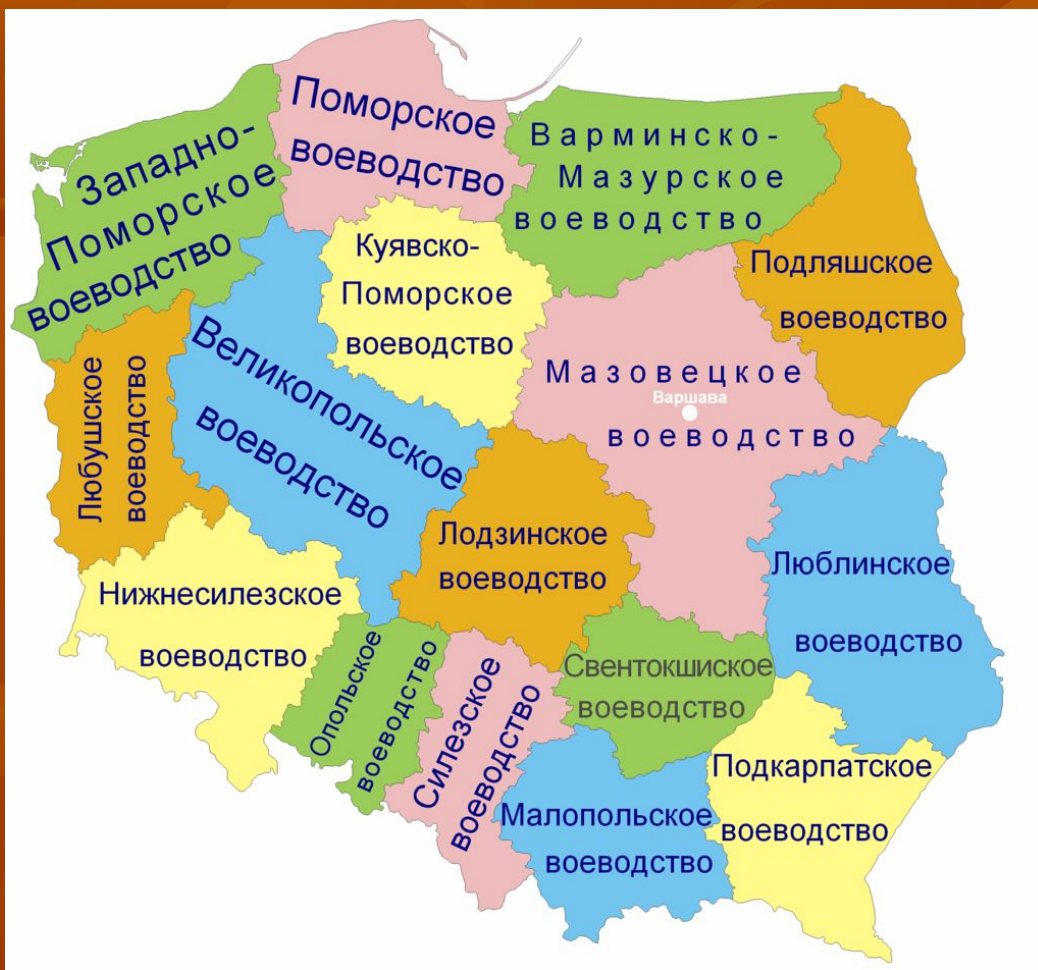 Поморское
воеводство
Западно-
Поморское
воеводство
Варминско-
Мазурское
воеводство
Куявско-
Поморское
воеводство
Подляшское
воеводство
Мазовецкое
Варшава
воеводство
Великопольское
воеводство
Любушское
воеводство
Лодзинское
воеводство
Люблинское
воеводство
Нижнесилезское
воеводство
Опольское
воеводство
Силезское
воеводство
Свентокшиское
воеводство
Малопольское
воеводство
Подкарпатское
воеводство